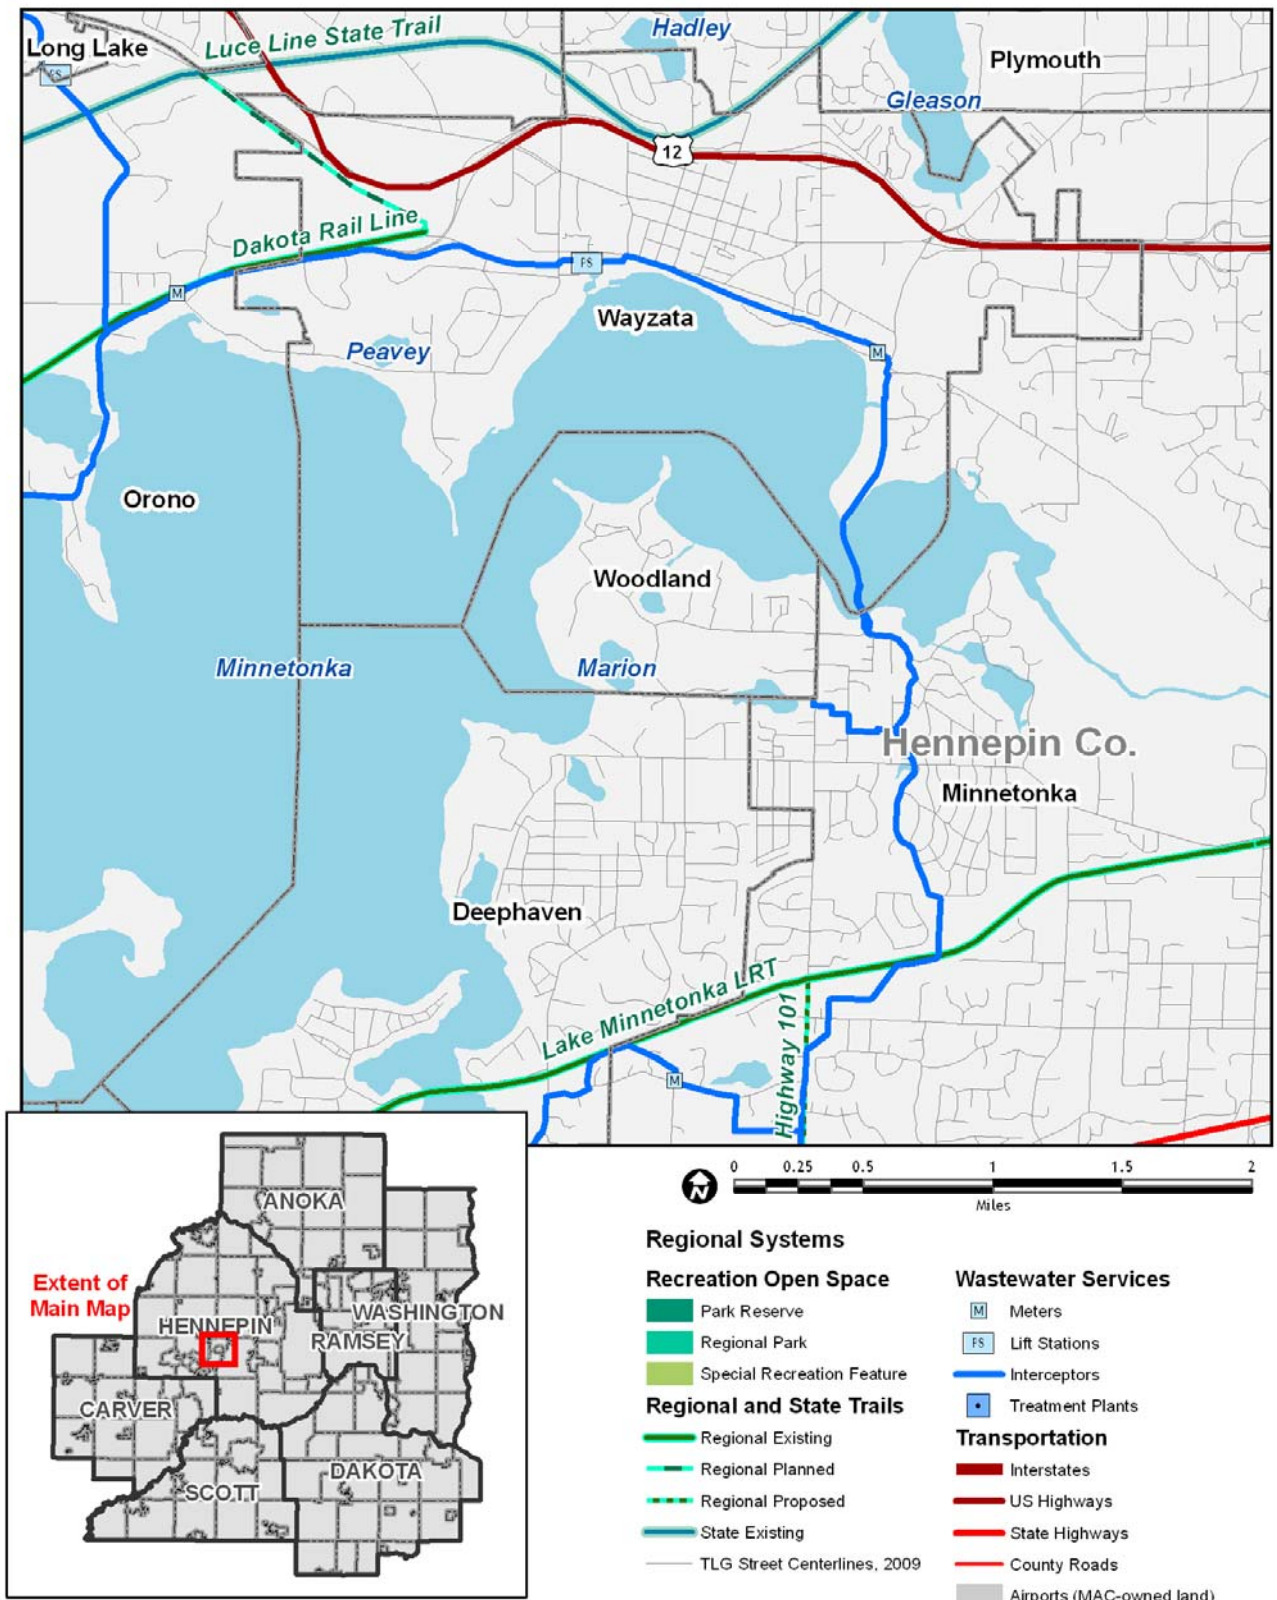 Long Lake
FS
Luce Line State Trail
Hadley
Plymouth
Gleason
12
Dakota Rail Line
FS
M
Wayzata
Peavey
M
Orono
Woodland
Minnetonka
Marion
Hennepin Co.
Minnetonka
Deephaven
Lake Minnetonka LRT
Highway 101
M
ANOKA
Extent of
Main Map
HENNEPIN
WASHINGTON
RAMSEY
CARVER
DAKOTA
SCOTT
N
0 0.25 0.5 1 1.5 2
Miles
Regional Systems
Recreation Open Space
Park Reserve
Regional Park
Special Recreation Feature
Regional and State Trails
Regional Existing
Regional Planned
Regional Proposed
State Existing
TLG Street Centerlines, 2009
Wastewater Services
M Meters
FS Lift Stations
Interceptors
Treatment Plants
Transportation
Interstates
US Highways
State Highways
County Roads
Airports (MAC-owned land)